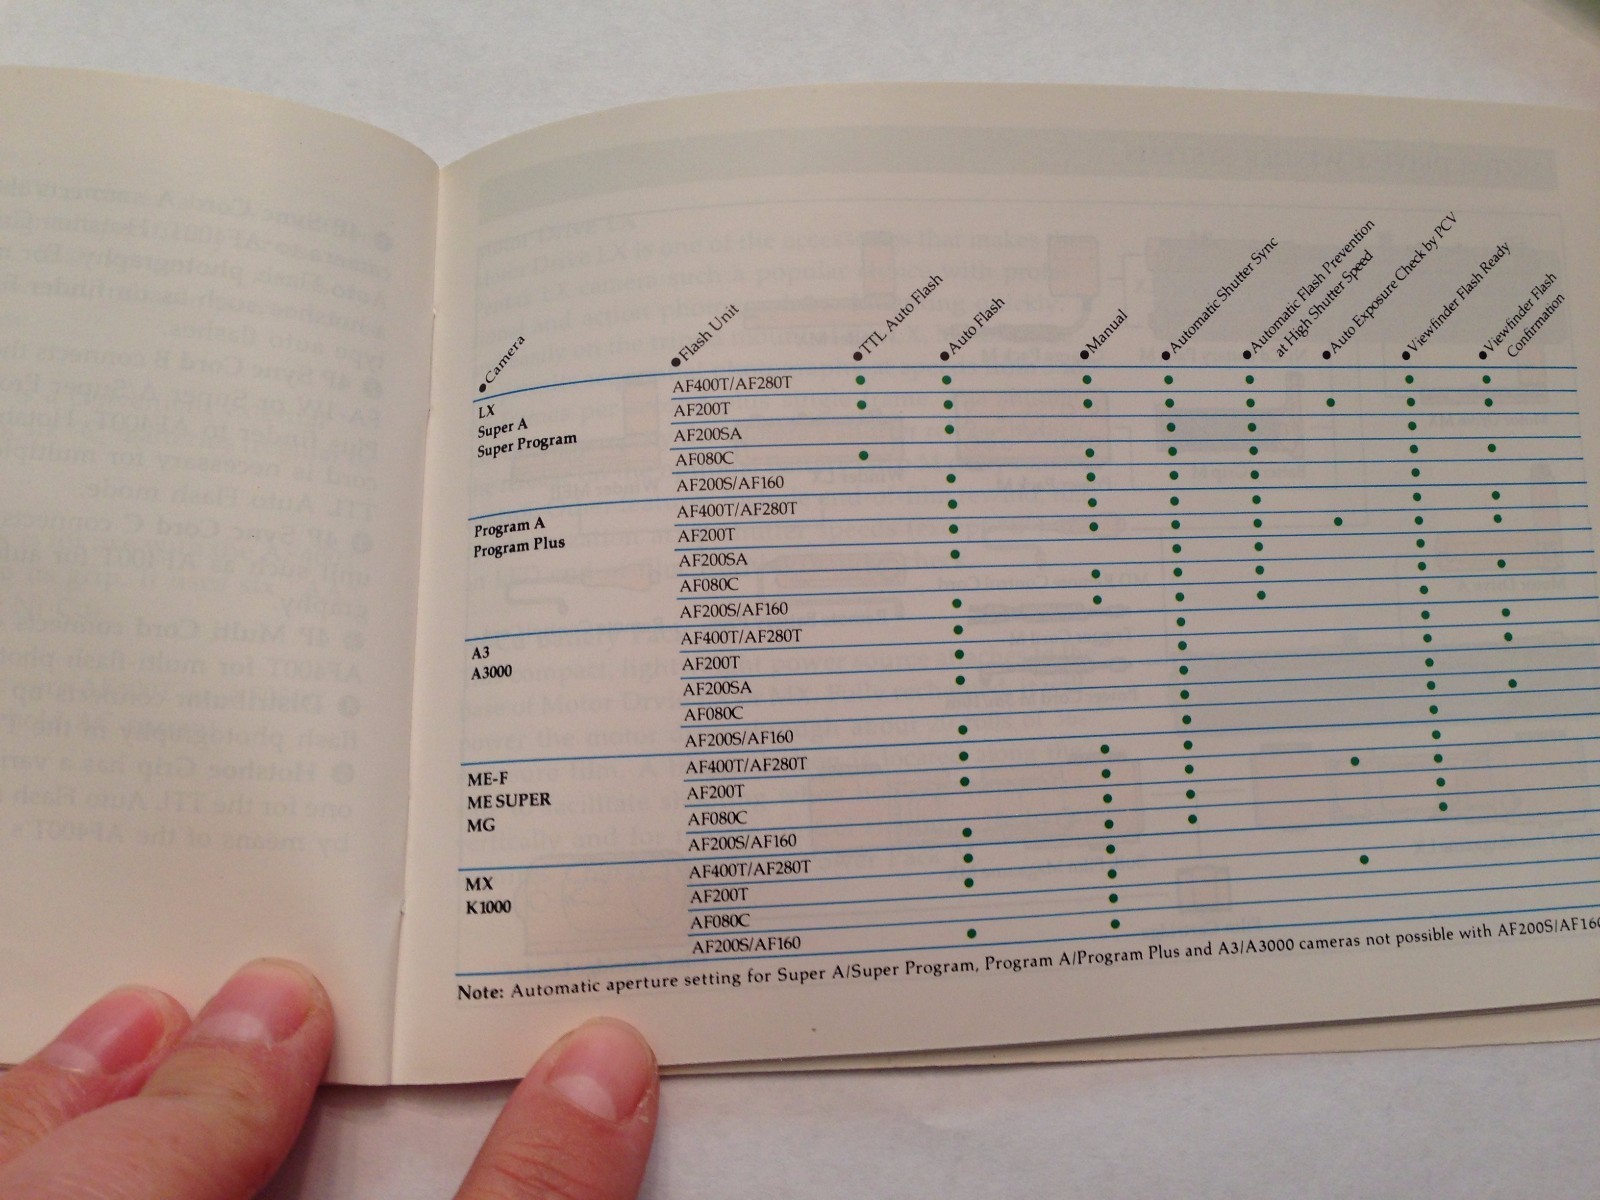 Camera
Flash Unit
TTL Auto Flash
Auto Flash
Manual
Automatic Shutter Sync
Automatic Flash Prevention
at High Shutter Speed
Auto Exposure Check by PCV
Viewfinder Flash Ready
Viewfinder Flash
Confirmation
LX
Super A
Super Program
AF400T/AF280T
AF200T
AF200SA
AF080C
AF200S/AF160
Program A
Program Plus
AF400T/AF280T
AF200T
AF200SA
AF080C
AF200S/AF160
A3
A3000
AF400T/AF280T
AF200T
AF200SA
AF080C
AF200S/AF160
ME-F
ME SUPER
MG
AF400T/AF280T
AF200T
AF080C
AF200S/AF160
MX
K1000
AF400T/AF280T
AF200T
AF080C
AF200S/AF160
Note: Automatic aperture setting for Super A/Super Program, Program A/Program Plus and A3/A3000 cameras not possible with AF200S/AF160